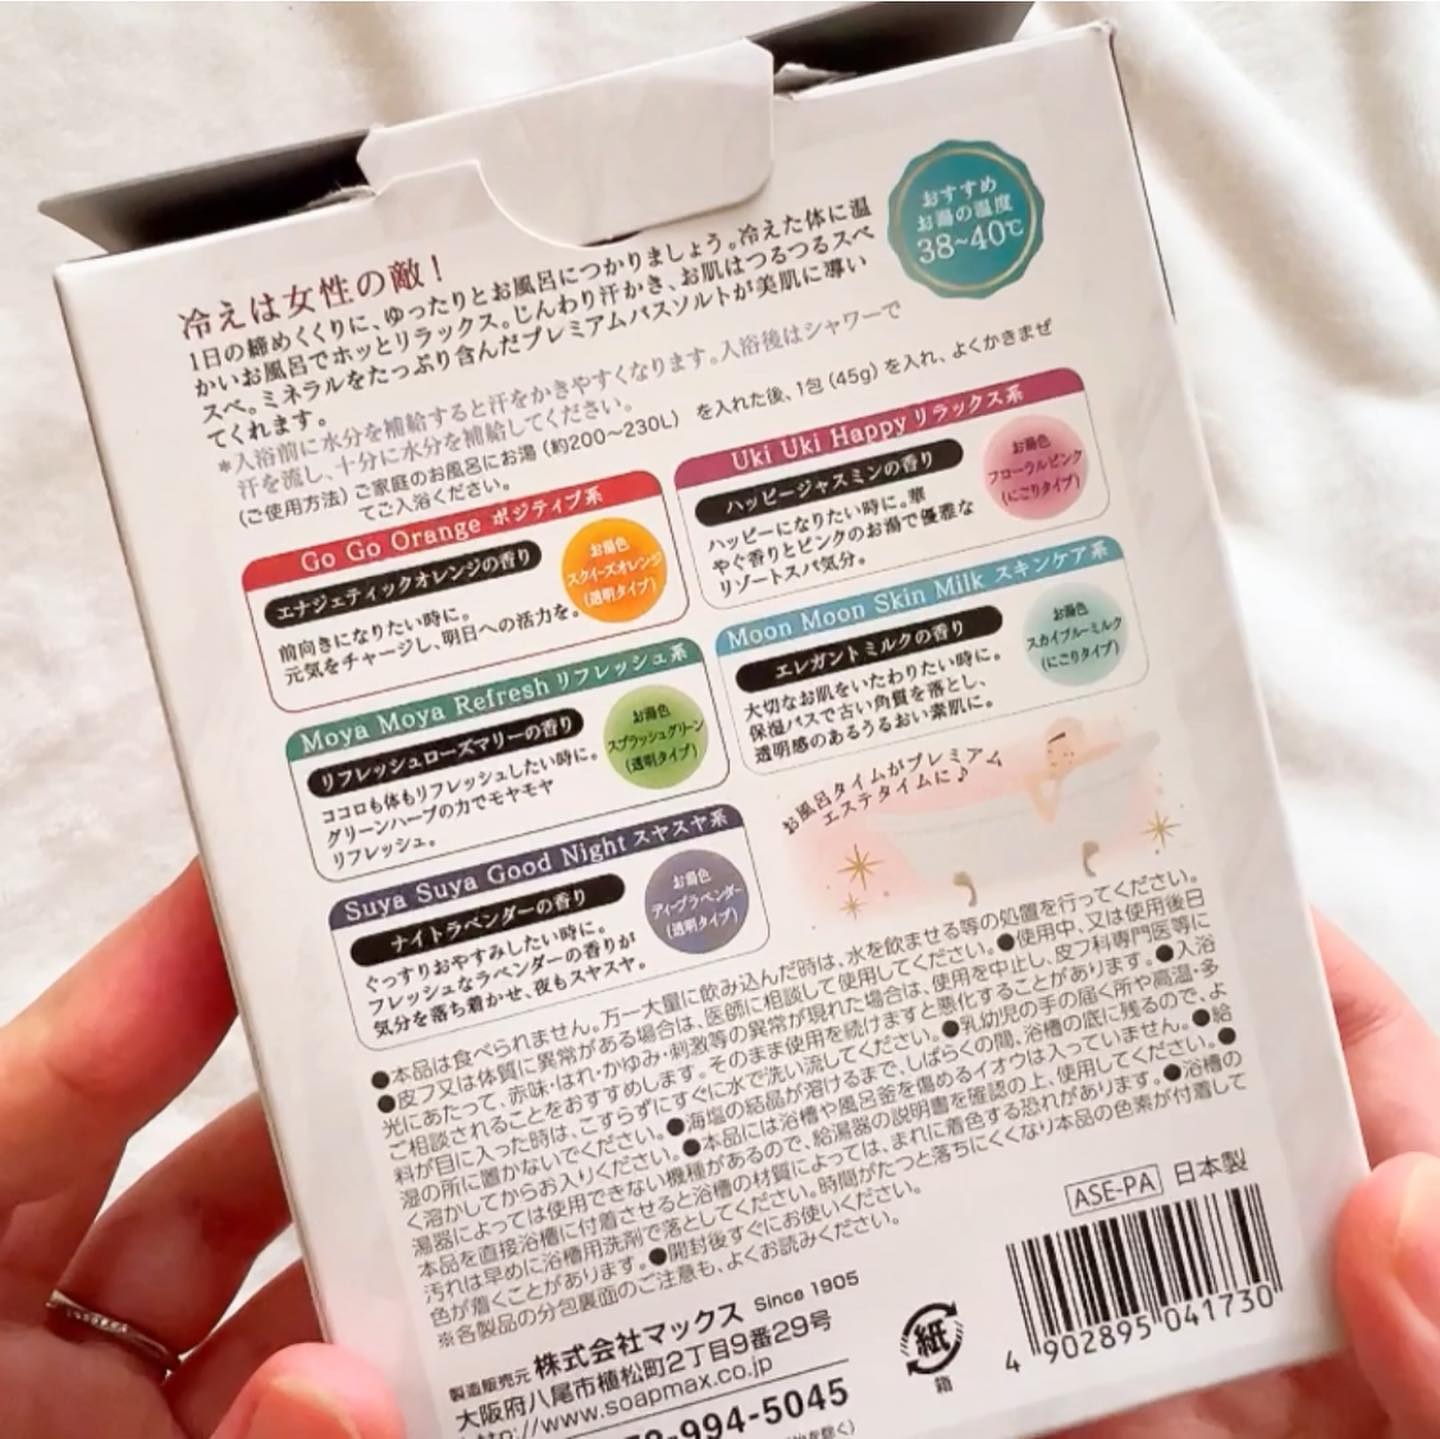 冷えは女性の敵！
1日の締めくくりに、ゆったりとお風呂につかりましょう。冷えた体に温
かいお風呂でホッとリラックス。じんわり汗かき、お肌はつるつるスベ
スベ。ミネラルをたっぷり含んだプレミアムバスソルトが美肌に導い
てくれます。
*入浴前に水分を補給すると汗をかきやすくなります。入浴後はシャワーで
汗を流し、十分に水分を補給してください。
(ご使用方法) ご家庭のお風呂にお湯（約200〜230L）を入れた後、1包（45g）を入れ、よくかきまぜ
てご入浴ください。
おすすめ
お湯の温度
38~40℃
Go Go Orange ポジティブ系
エナジェティックオレンジの香り
前向きになりたい時に。
元気をチャージし、明日への活力を。
お湯色
スクイーズオレンジ
(透明タイプ)
Uki Uki Happy リラックス系
ハッピージャスミンの香り
ハッピーになりたい時に。華
やぐ香りとピンクのお湯で優雅な
リゾートスパ気分。
お湯色
フローラルピンク
(にごりタイプ)
Moya Moya Refresh リフレッシュ系
リフレッシュローズマリーの香り
ココロも体もリフレッシュしたい時に。
グリーンハーブの力でモヤモヤ
リフレッシュ。
お湯色
スプラッシュグリーン
(透明タイプ)
Moon Moon Skin Milk スキンケア系
エレガントミルクの香り
大切なお肌をいたわりたい時に。
保湿バスで古い角質を落とし、
透明感のあるうるおい素肌に。
お湯色
スカイブルーミルク
(にごりタイプ)
Suya Suya Good Night スヤスヤ系
ナイトラベンダーの香り
ぐっすりおやすみしたい時に。
フレッシュなラベンダーの香りが
気分を落ち着かせ、夜もスヤスヤ。
お湯色
ディープラベンダー
(透明タイプ)
お風呂タイムがプレミアム
エステタイムに♪
●本品は食べられません。万一大量に飲み込んだ時は、水を飲ませる等の処置を行ってください。
●皮フ又は体質に異常がある場合は、医師に相談して使用してください。●使用中、又は使用後日
光にあたって、赤味・はれ・かゆみ・刺激等の異常が現れた場合は、使用を中止し、皮フ科専門医等に
ご相談されることをおすすめします。そのまま使用を続けますと悪化することがあります。●入浴
料が目に入った時は、こすらずにすぐに水で洗い流してください。●乳幼児の手の届く所や高温・多
湿の所に置かないでください。●海塩の結晶が溶けるまで、しばらくの間、浴槽の底に残るので、よ
く溶かしてからお入りください。●本品には浴槽や風呂釜を傷めるイオウは入っていません。●給
湯器によっては使用できない機種があるので、給湯器の説明書を確認の上、使用してください。●
本品を直接浴槽に付着させると浴槽の材質によっては、まれに着色する恐れがあります。●浴槽の
汚れは早めに浴槽用洗剤で落としてください。時間がたつと落ちにくくなり本品の色素が付着して
色が着くことがあります。●開封後すぐにお使いください。
※各製品の分包裏面のご注意も、よくお読みください。
ASE-PA 日本製
製造販売元 株式会社マックス Since 1905
大阪府八尾市植松町2丁目9番29号
http://www.soapmax.co.jp
994-5045
紙
箱
4 902895 041730